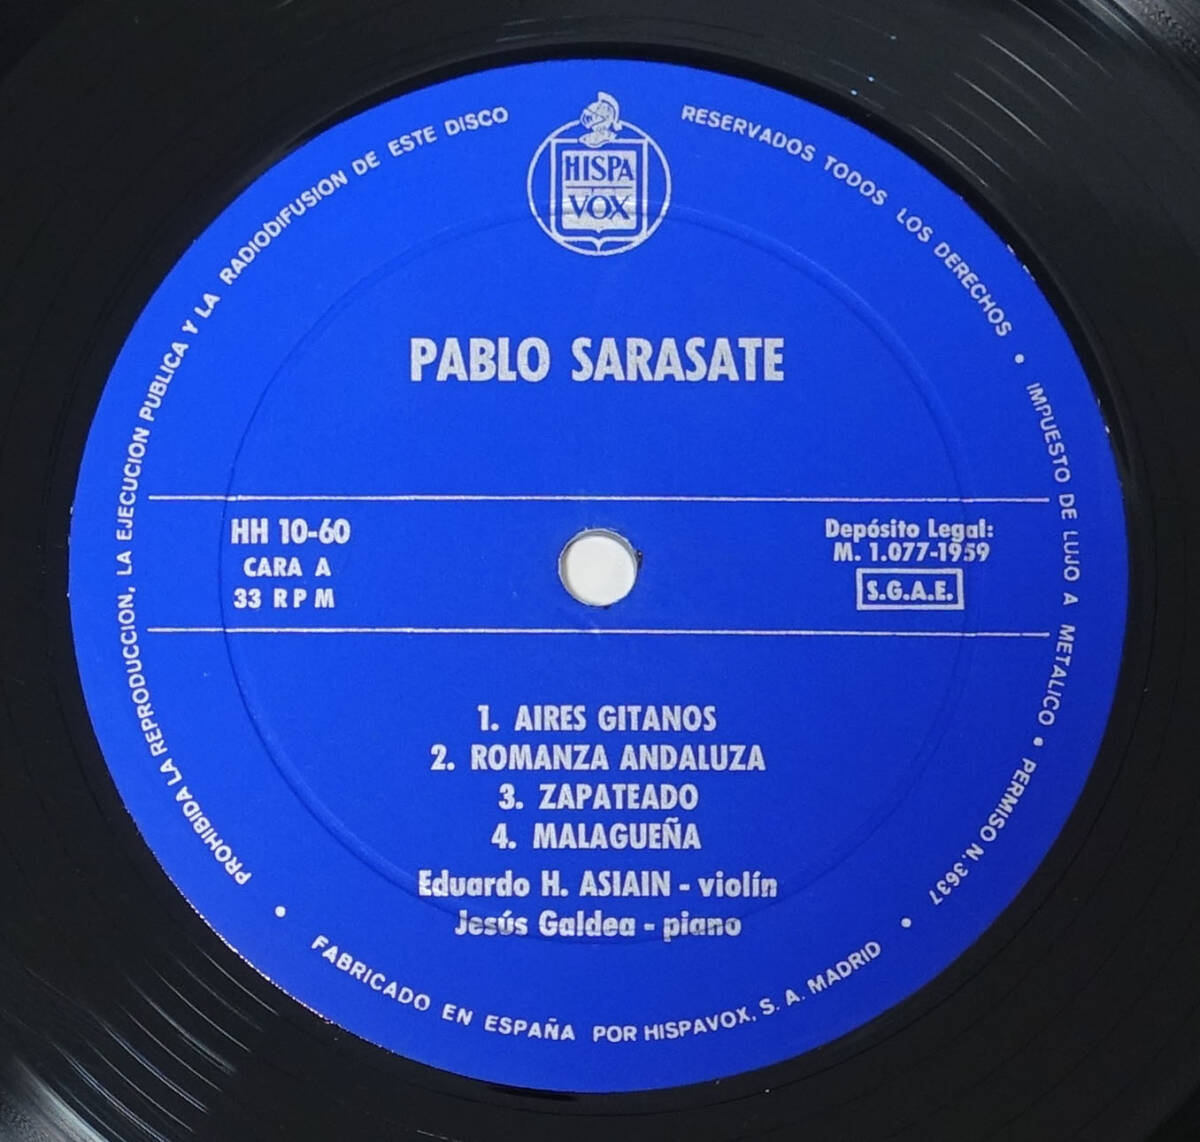 HISPA
VOX
PABLO SARASATE
HH 10-60
CARA A
33 RPM
Depósito Legal:
M. 1.077-1959
S.G.A.E.
1. AIRES GITANOS
2. ROMANZA ANDALUZA
3. ZAPATEADO
4. MALAGUEÑA
Eduardo H. ASIAIN - violín
Jesús Galdea - piano
PROHIBIDA LA REPRODUCCION, LA EJECUCION PUBLICA Y LA RADIODIFUSION DE ESTE DISCO
RESERVADOS TODOS LOS DERECHOS • IMPUESTO DE LUJO A METALICO • PERMISO N. 3637 •
FABRICADO EN ESPAÑA POR HISPAVOX, S. A. MADRID